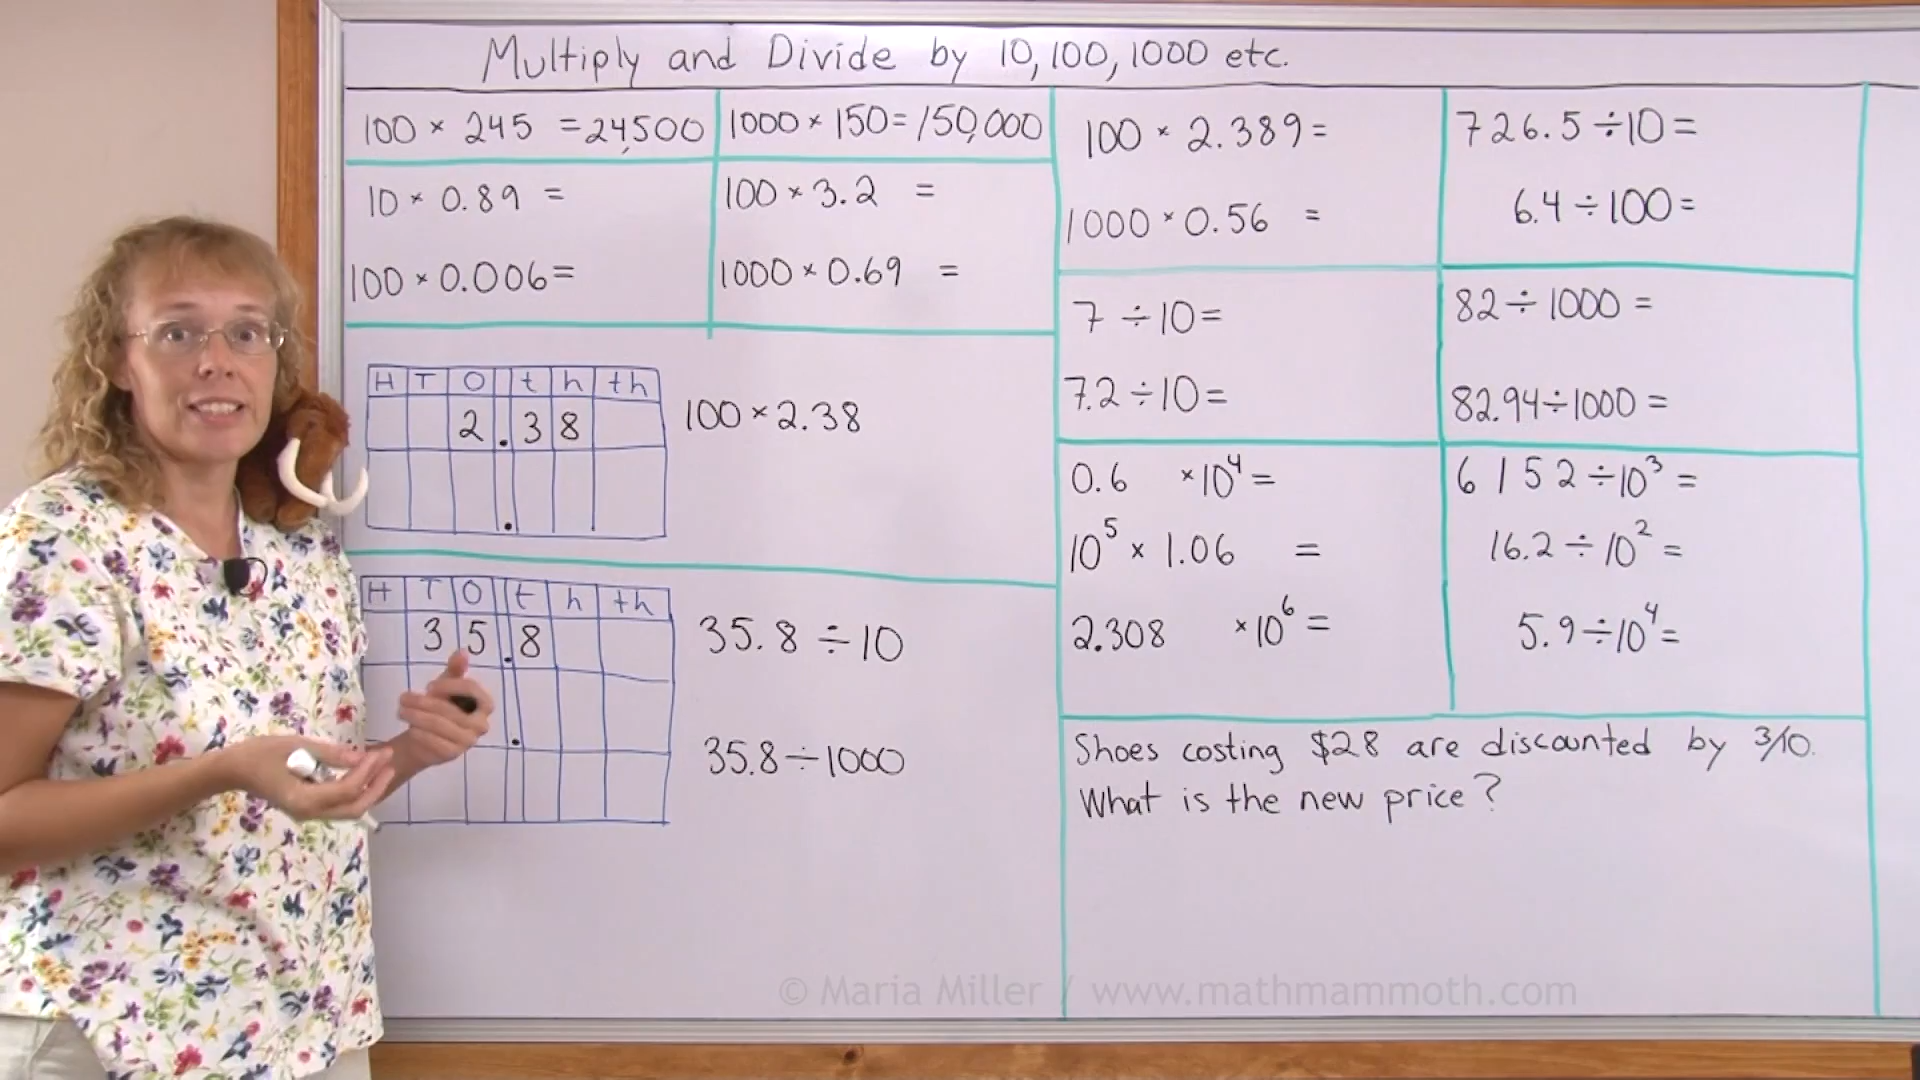 Multiply and Divide by 10, 100, 1000 etc.
100 × 245 = 24,500
1000 × 150 = 150,000
10 × 0.89 =
100 × 3.2 =
100 × 0.006 =
1000 × 0.69 =
H T O t h th
2 . 3 8
.
100 × 2.38
H T O t h th
3 5 . 8
.
35.8 ÷ 10
35.8 ÷ 1000
100 × 2.389 =
1000 × 0.56 =
726.5 ÷ 10 =
6.4 ÷ 100 =
7 ÷ 10 =
7.2 ÷ 10 =
82 ÷ 1000 =
82.94 ÷ 1000 =
0.6 × 10⁴ =
10⁵ × 1.06 =
2.308 × 10⁶ =
6152 ÷ 10³ =
16.2 ÷ 10² =
5.9 ÷ 10⁴ =
Shoes costing $28 are discounted by 3/10.
What is the new price?
© Maria Miller / www.mathmammoth.com